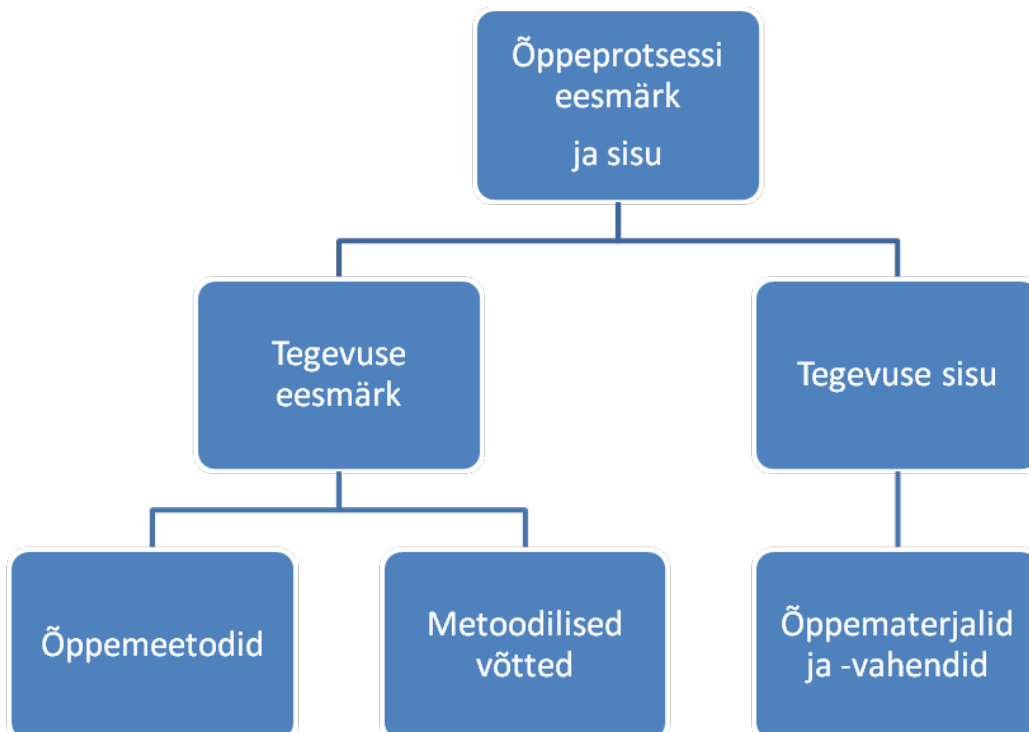 Õppeprotsessi
eesmärk
ja sisu
Tegevuse
eesmärk
Tegevuse sisu
Õppemeetodid
Metoodilised
võtted
Õppematerjalid
ja -vahendid